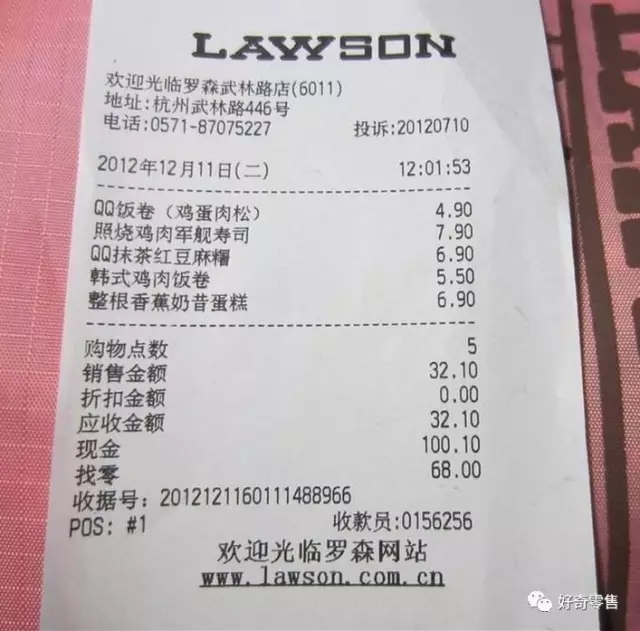 LAWSON
欢迎光临罗森武林路店(6011)
地址:杭州武林路446号
电话:0571-87075227 投诉:20120710
2012年12月11日(二) 12:01:53
QQ饭卷（鸡蛋肉松） 4.90
照烧鸡肉军舰寿司 7.90
QQ抹茶红豆麻糬 6.90
韩式鸡肉饭卷 5.50
整根香蕉奶昔蛋糕 6.90
购物点数 5
销售金额 32.10
折扣金额 0.00
应收金额 32.10
现金 100.10
找零 68.00
收据号: 2012121160111488966
POS: #1 收款员:0156256
欢迎光临罗森网站
www.lawson.com.cn
好奇零售